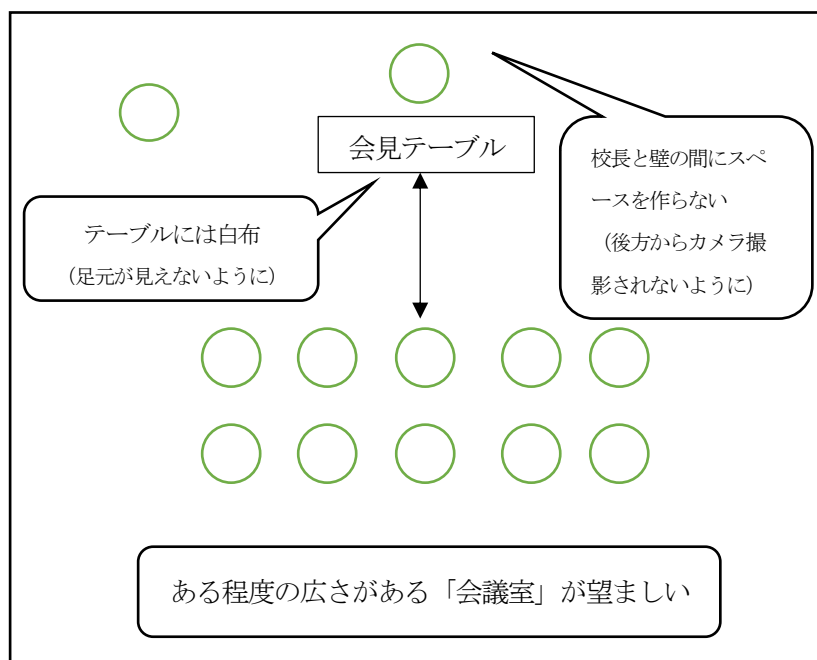 会見テーブル
校長と壁の間にスペ
ースを作らない
（後方からカメラ撮
影されないように）
テーブルには白布
（足元が見えないように）
ある程度の広さがある「会議室」が望ましい